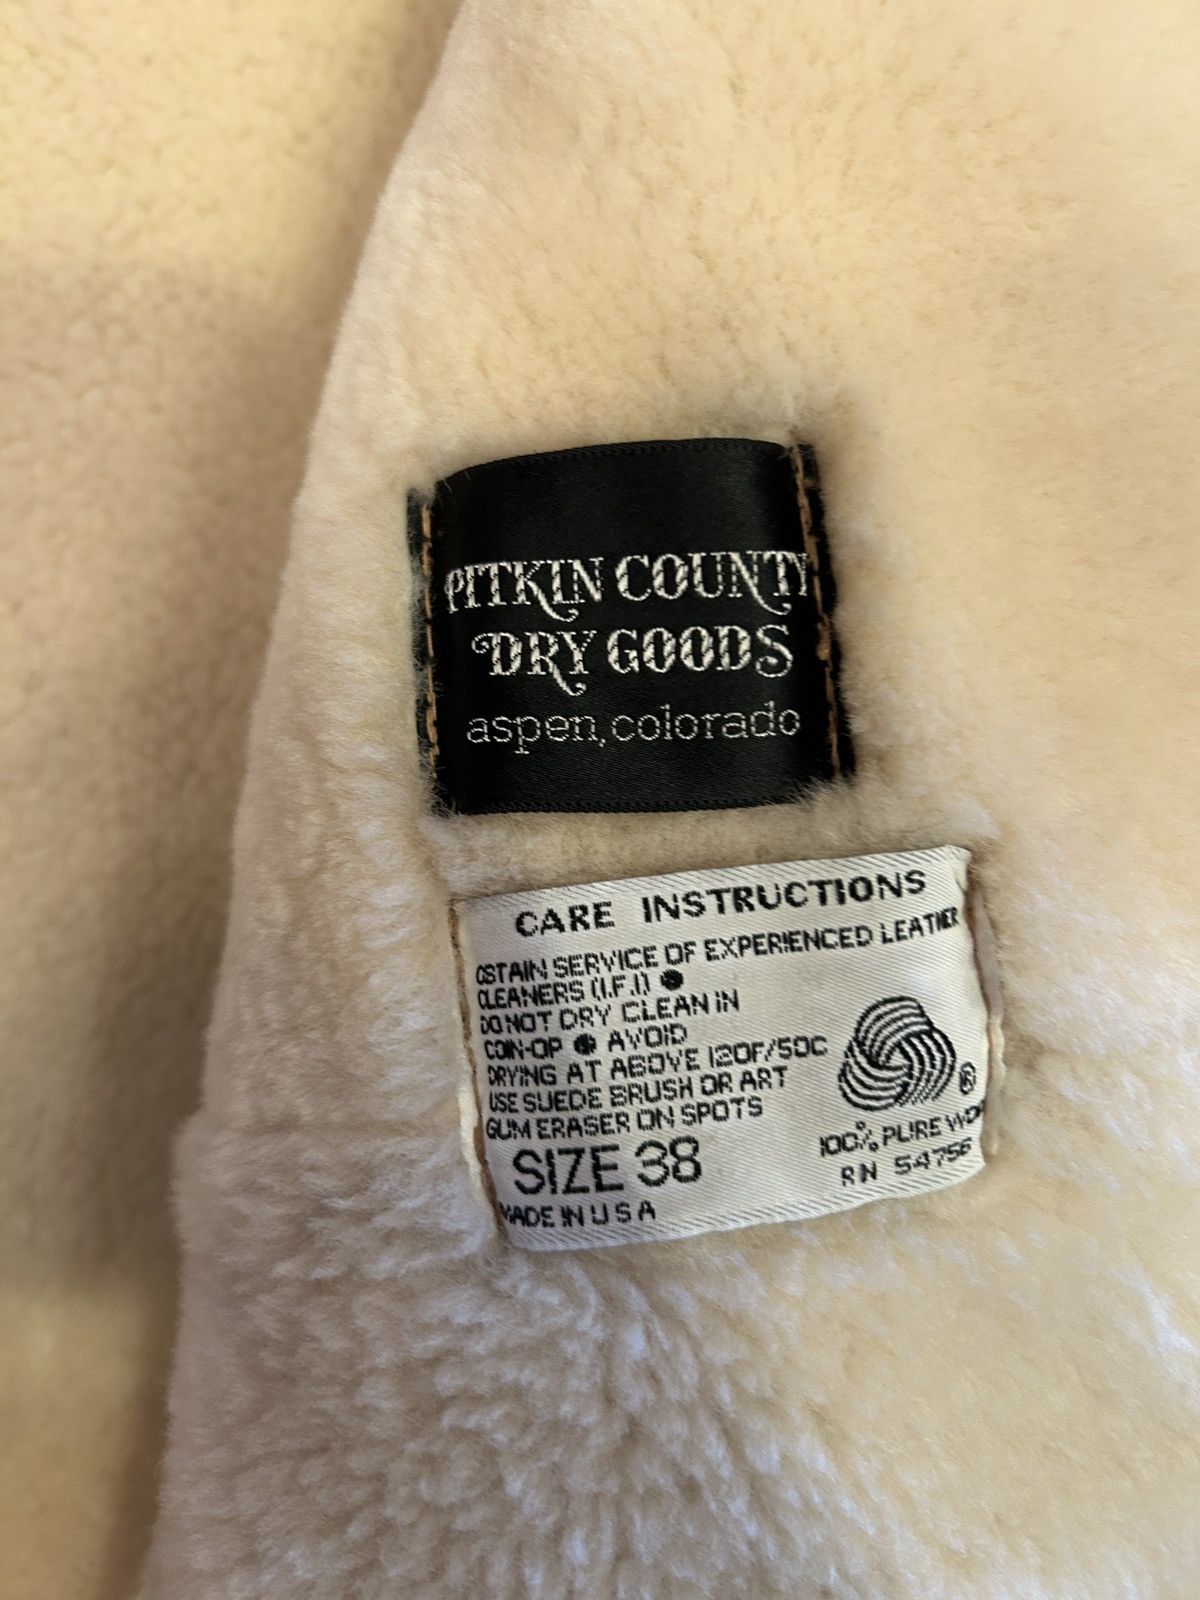 PITKIN COUNTY
DRY GOODS
aspen, colorado
CARE INSTRUCTIONS
OBTAIN SERVICE OF EXPERIENCED LEATHER
CLEANERS (I.F.I) ●
DO NOT DRY CLEAN IN
COIN-OP ● AVOID
DRYING AT ABOVE 120F/50C
USE SUEDE BRUSH OR ART
GUM ERASER ON SPOTS
SIZE 38
MADE IN USA
®
100% PURE WOO
RN 54756